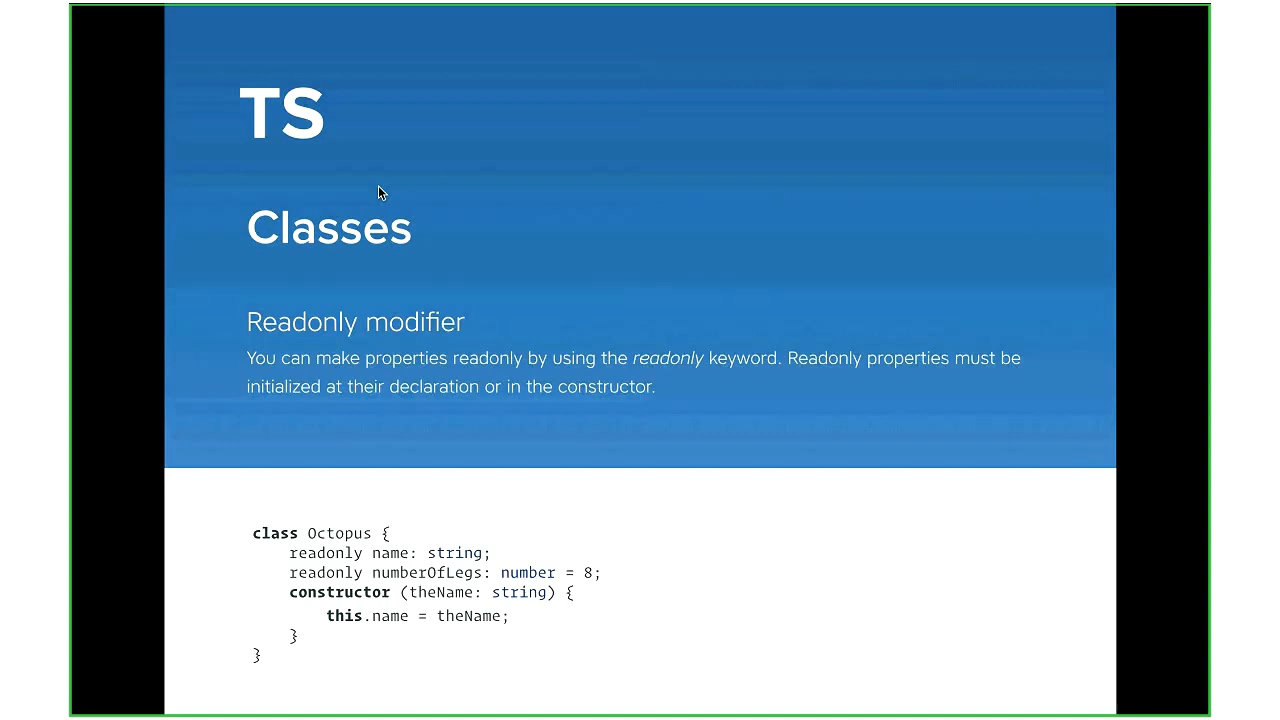 TS
Classes
Readonly modifier
You can make properties readonly by using the readonly keyword. Readonly properties must be
initialized at their declaration or in the constructor.
class Octopus {
    readonly name: string;
    readonly numberOfLegs: number = 8;
    constructor (theName: string) {
        this.name = theName;
    }
}